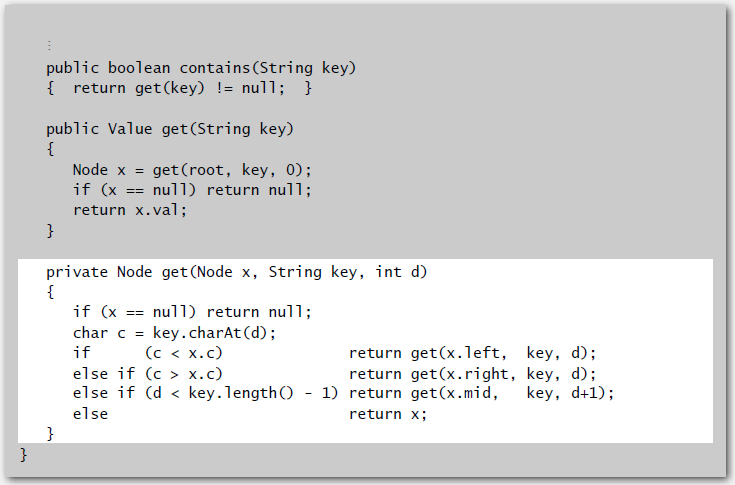 ⋮
public boolean contains(String key)
{  return get(key) != null;  }

public Value get(String key)
{
   Node x = get(root, key, 0);
   if (x == null) return null;
   return x.val;
}

private Node get(Node x, String key, int d)
{
   if (x == null) return null;
   char c = key.charAt(d);
   if      (c < x.c)              return get(x.left,  key, d);
   else if (c > x.c)              return get(x.right, key, d);
   else if (d < key.length() - 1) return get(x.mid,   key, d+1);
   else                           return x;
}
}